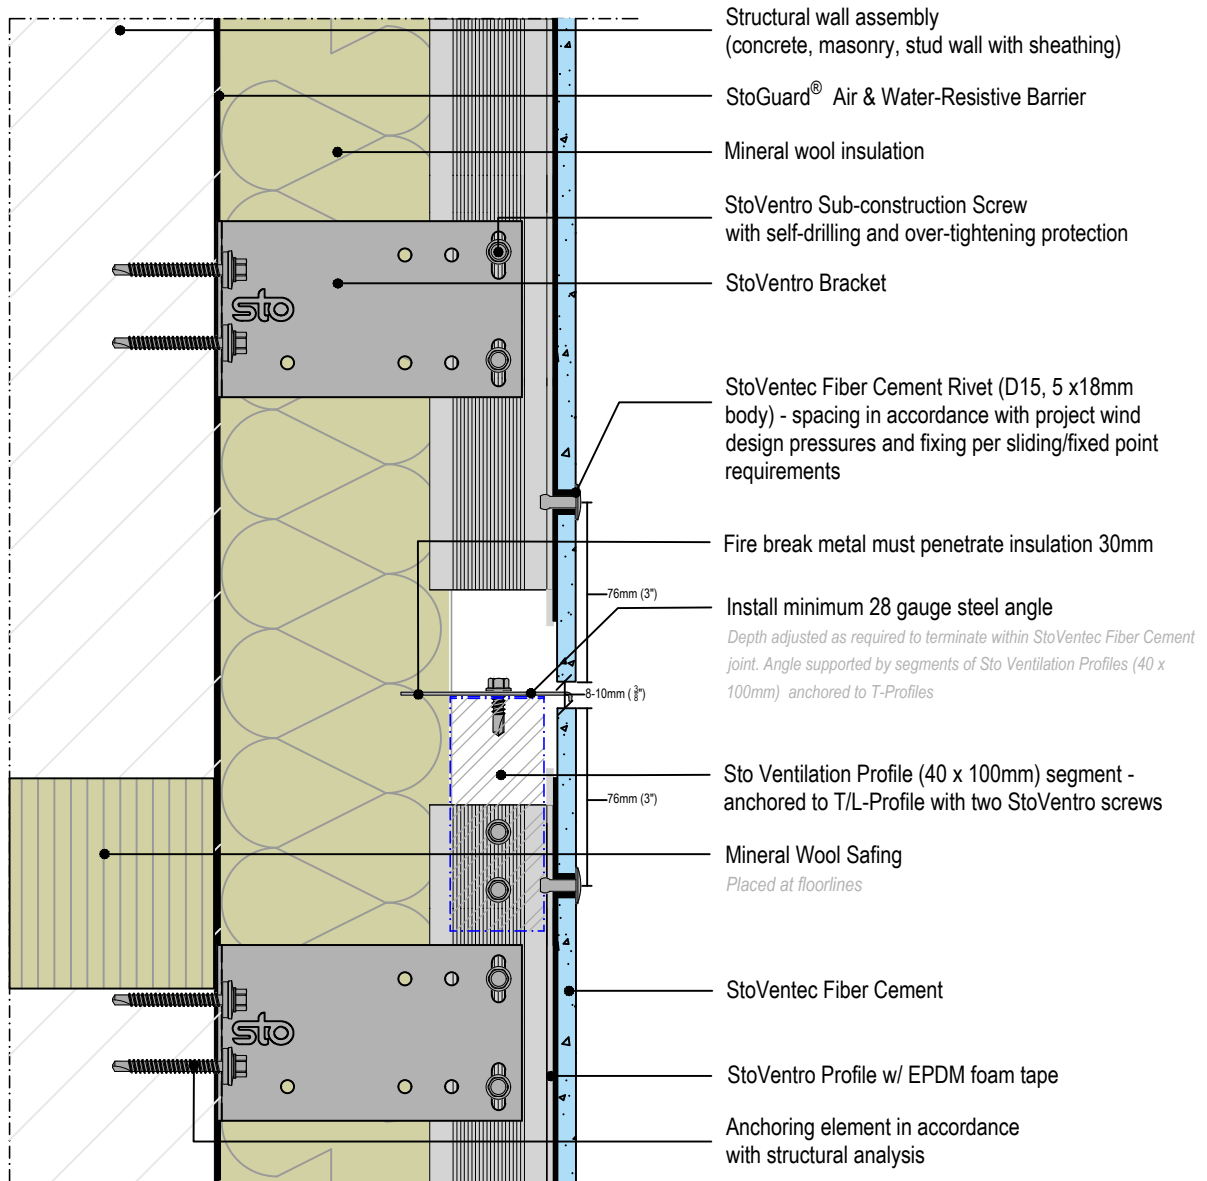 Structural wall assembly
(concrete, masonry, stud wall with sheathing)
StoGuard® Air & Water-Resistive Barrier
Mineral wool insulation
StoVentro Sub-construction Screw
with self-drilling and over-tightening protection
StoVentro Bracket
sto
StoVentec Fiber Cement Rivet (D15, 5 x18mm
body) - spacing in accordance with project wind
design pressures and fixing per sliding/fixed point
requirements
Fire break metal must penetrate insulation 30mm
76mm (3")
Install minimum 28 gauge steel angle
Depth adjusted as required to terminate within StoVentec Fiber Cement
joint. Angle supported by segments of Sto Ventilation Profiles (40 x
100mm) anchored to T-Profiles
8-10mm (3/8")
Sto Ventilation Profile (40 x 100mm) segment -
anchored to T/L-Profile with two StoVentro screws
76mm (3")
Mineral Wool Safing
Placed at floorlines
StoVentec Fiber Cement
sto
StoVentro Profile w/ EPDM foam tape
Anchoring element in accordance
with structural analysis